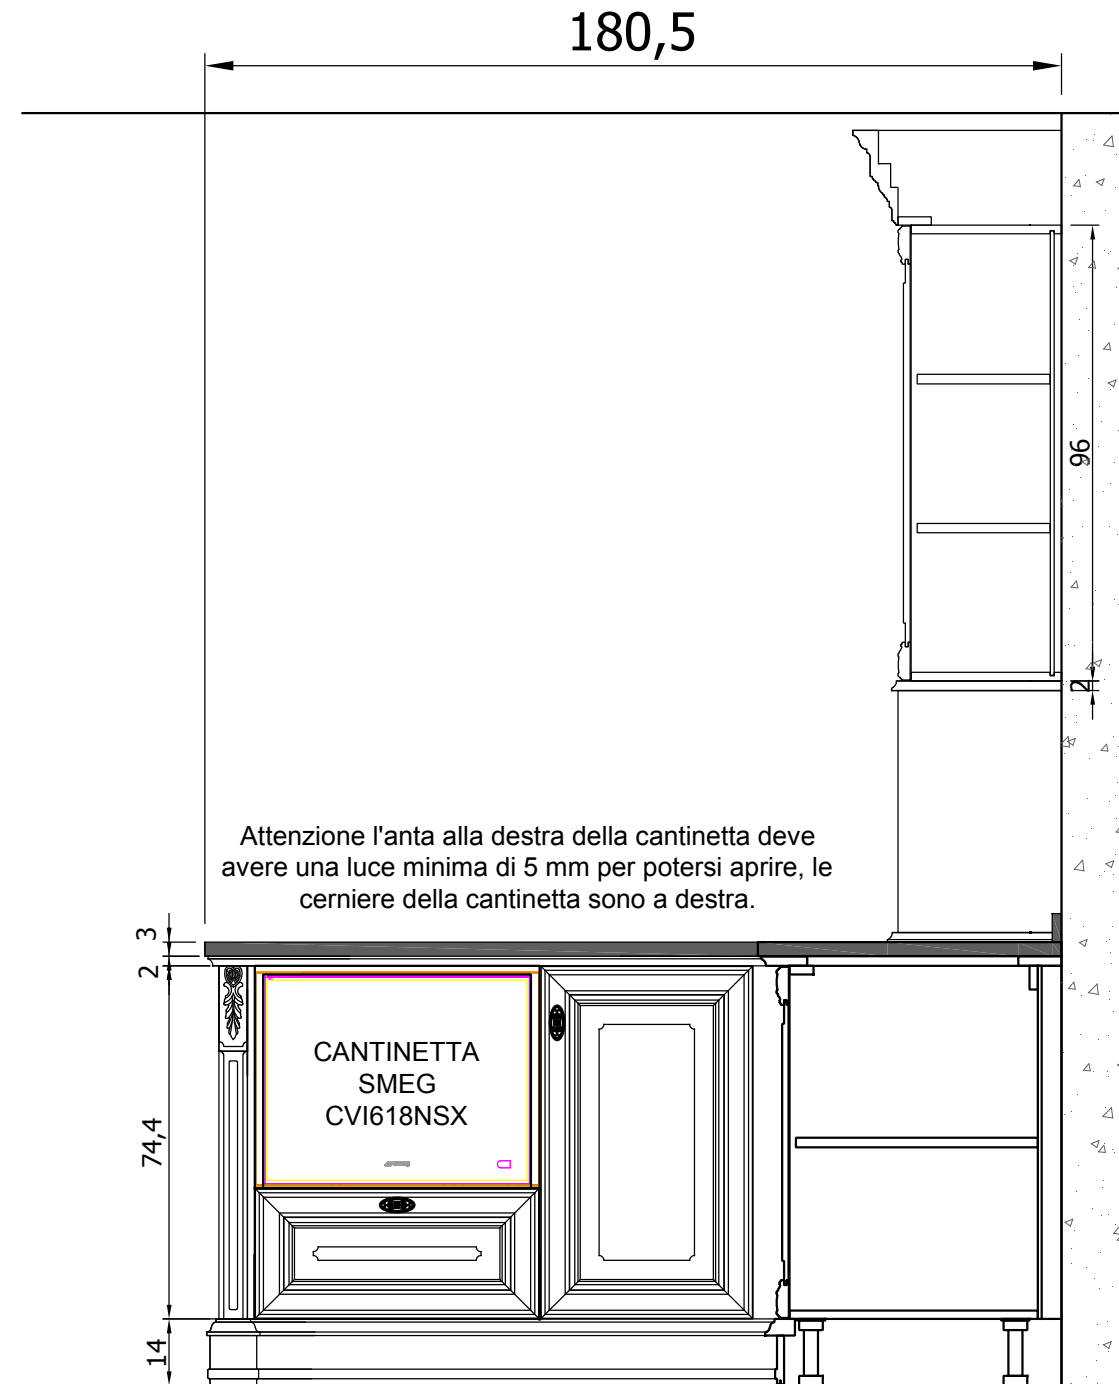 180,5
96
2
Attenzione l'anta alla destra della cantinetta deve
avere una luce minima di 5 mm per potersi aprire, le
cerniere della cantinetta sono a destra.
3
2
CANTINETTA
SMEG
CVI618NSX
74,4
14